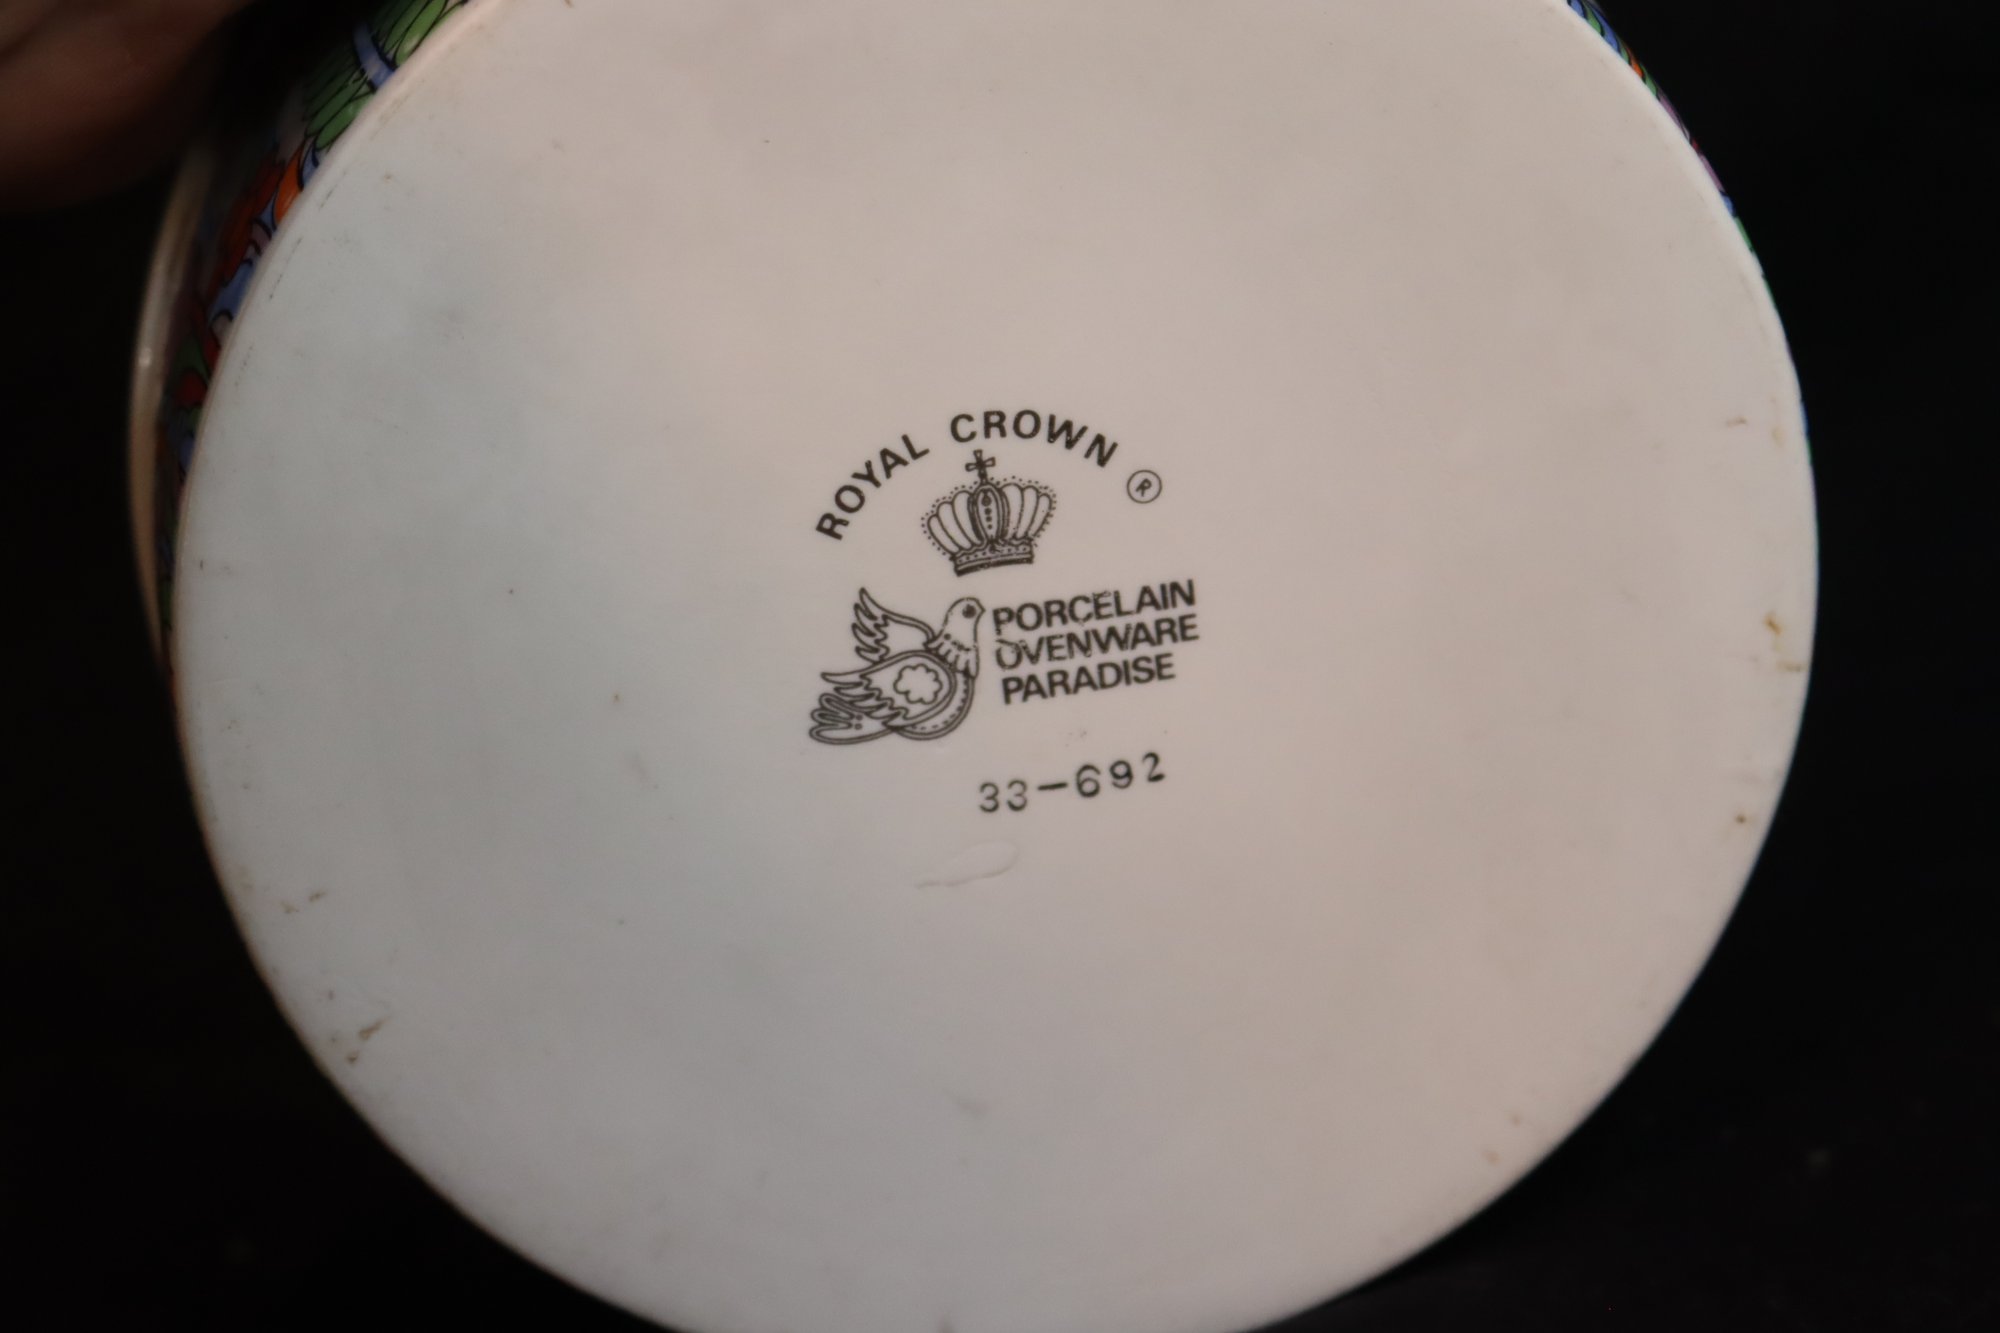 ROYAL CROWN ®
PORCELAIN
OVENWARE
PARADISE
33-692